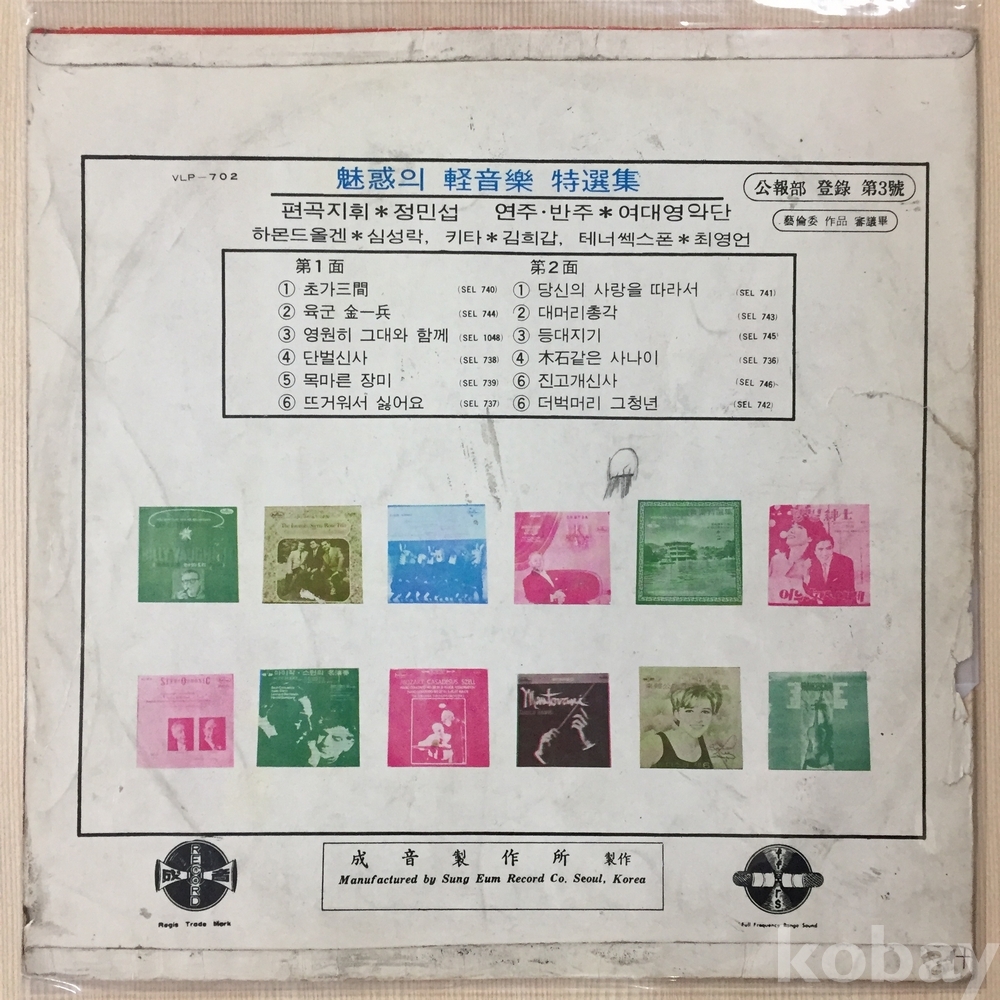 VLP-702
魅惑의 軽音樂 特選集
公報部 登錄 第3號
편곡지휘*정민섭 연주·반주*여대영악단
藝倫委 作品 審議畢
하몬드올겐*심성락, 키타*김희갑, 테너쌕스폰*최영언
第1面
① 초가三間 (SEL 740)
② 육군 金一兵 (SEL 744)
③ 영원히 그대와 함께 (SEL 1048)
④ 단벌신사 (SEL 738)
⑤ 목마른 장미 (SEL 739)
⑥ 뜨거워서 싫어요 (SEL 737)
第2面
① 당신의 사랑을 따라서 (SEL 741)
② 대머리총각 (SEL 743)
③ 등대지기 (SEL 745)
④ 木石같은 사나이 (SEL 736)
⑥ 진고개신사 (SEL 746)
⑥ 더벅머리 그청년 (SEL 742)
Mantovani
RECORD
成音
Regis Trade Mark
成音製作所 製作
Manufactured by Sung Eum Record Co. Seoul, Korea
Full Frequency Range Sound
kobay